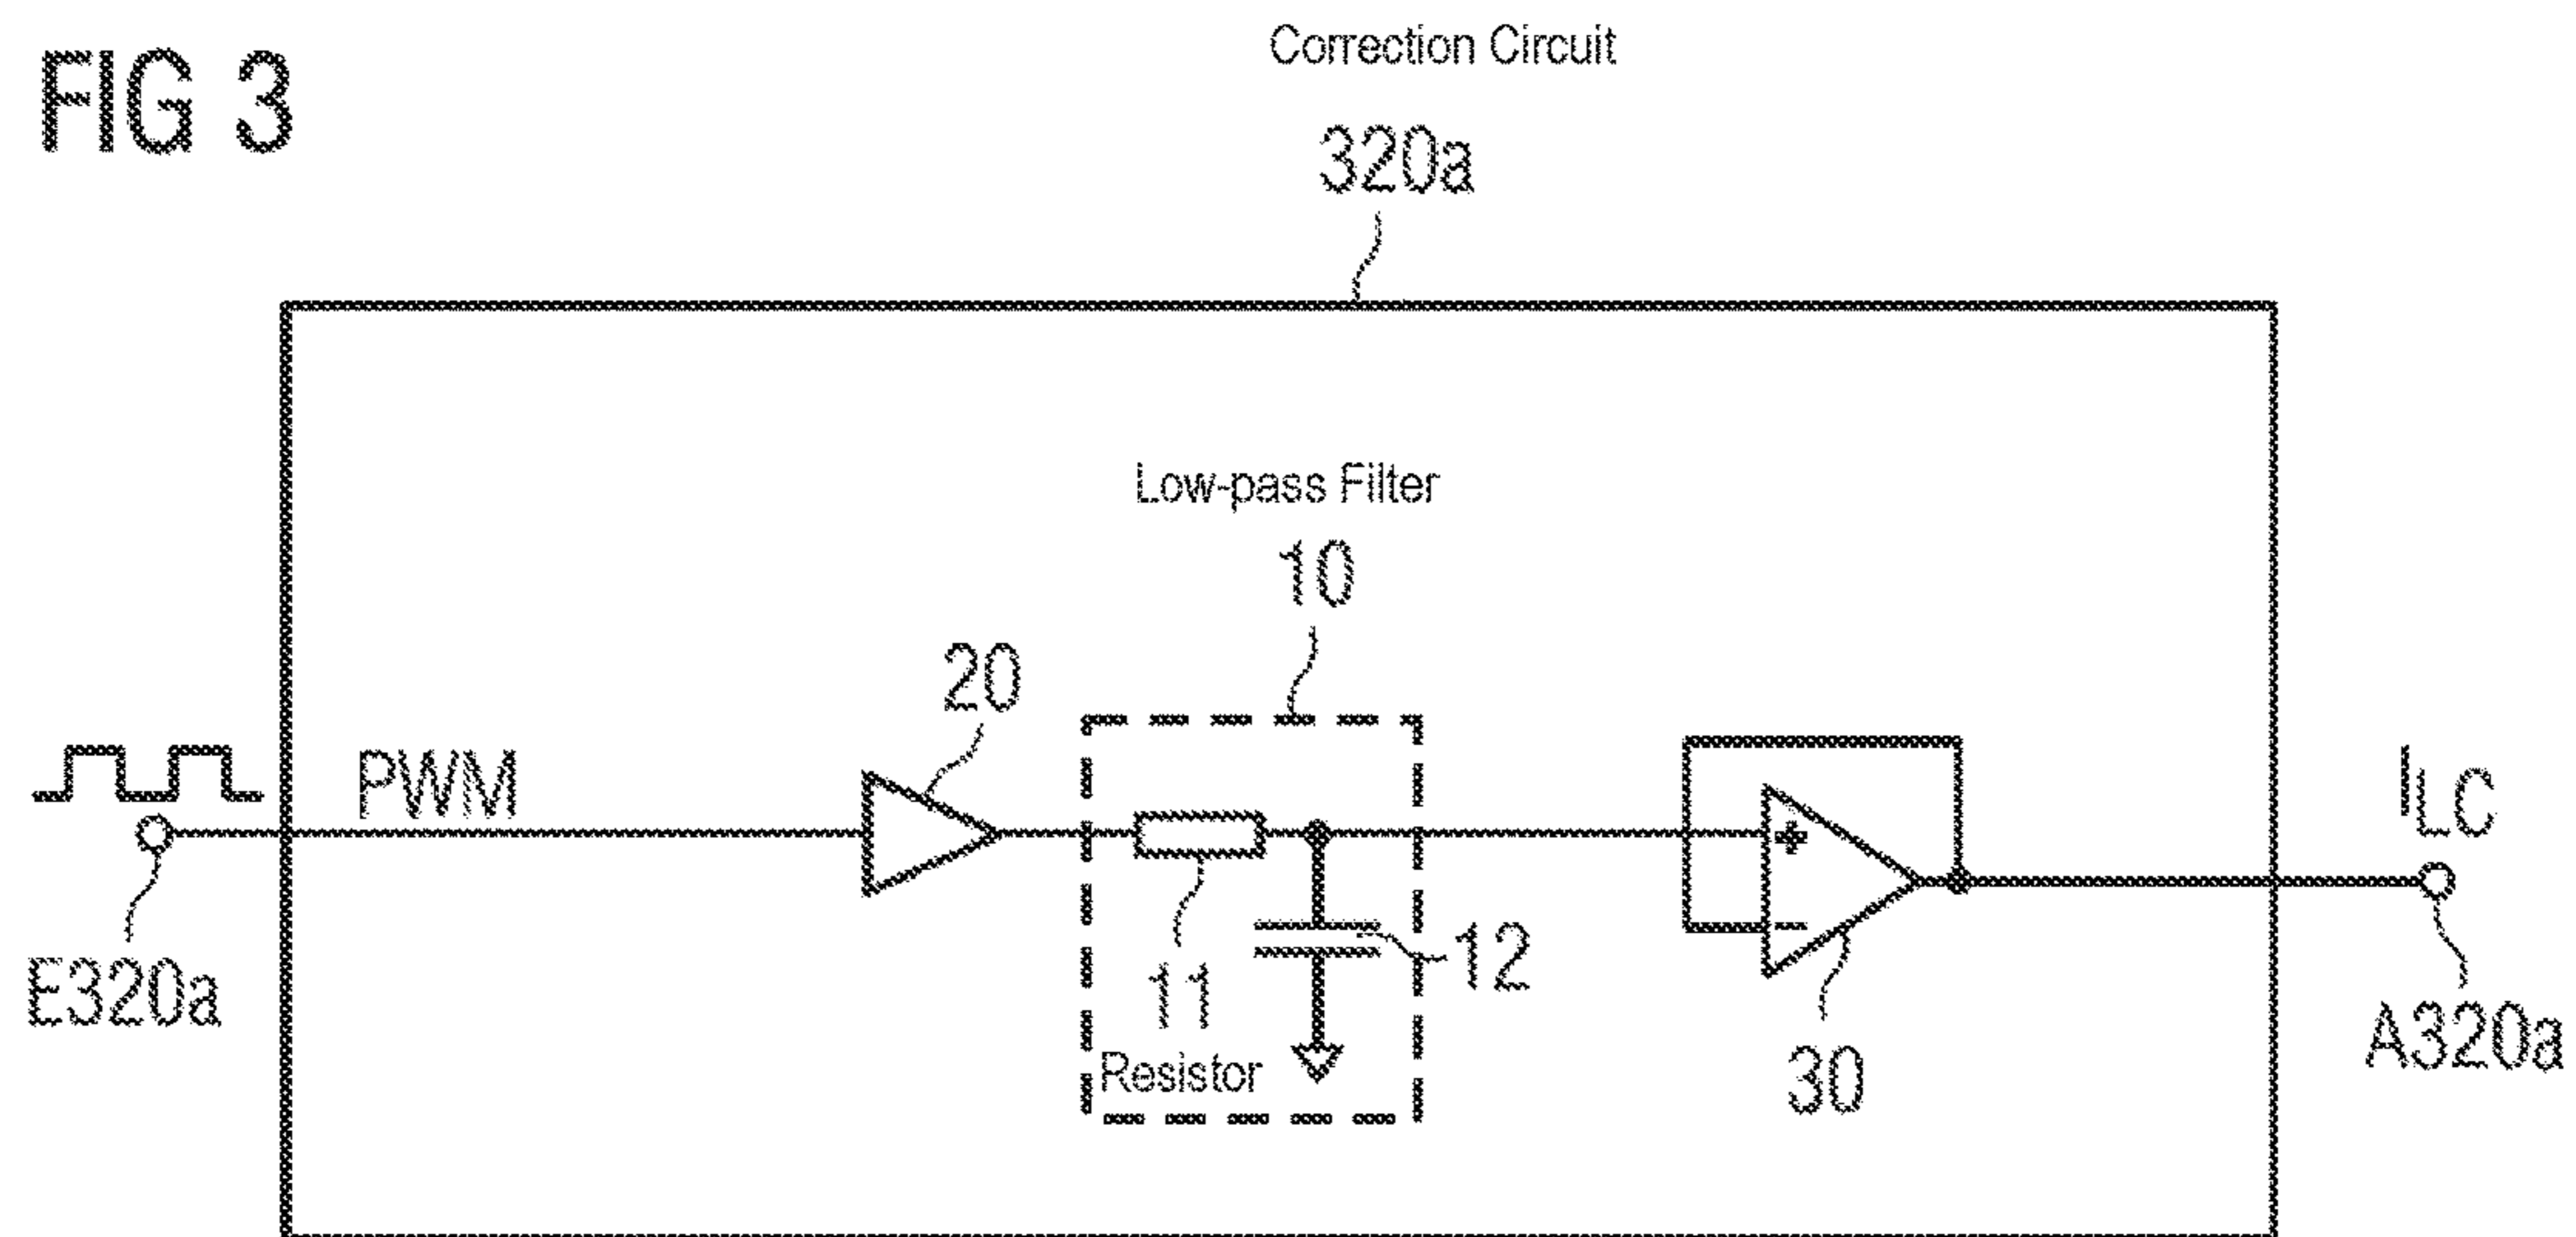 FIG 3
Correction Circuit
320a
Low-pass Filter
10
20
PWM
E320a
11
Resistor
12
+
−
30
ILC
A320a